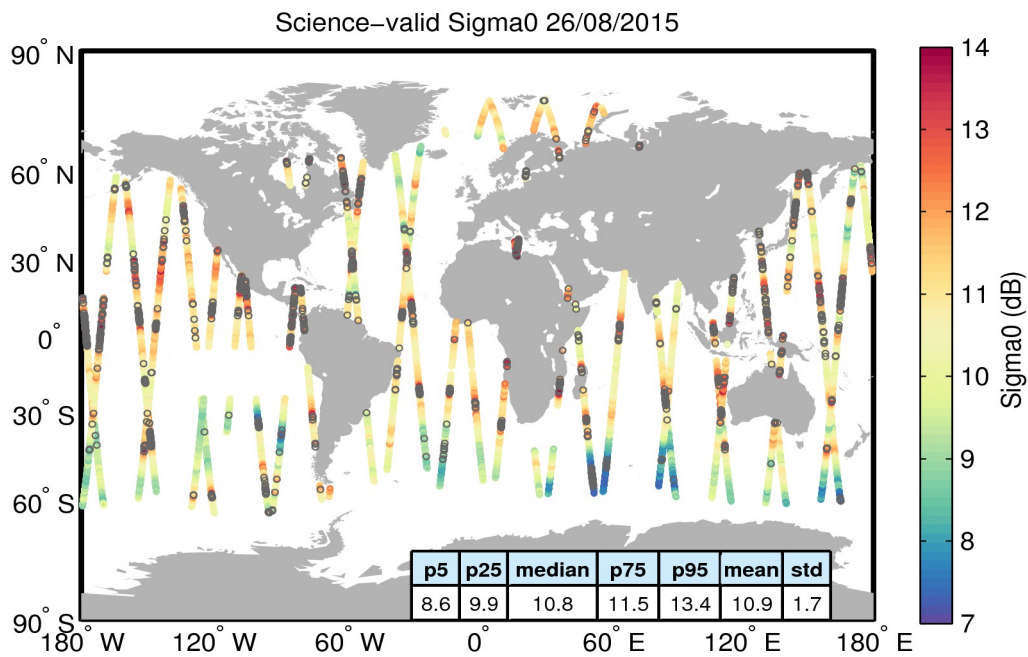 Science−valid Sigma0 26/08/2015
90° N
60° N
30° N
0°
30° S
60° S
90° S
180° W
120° W
60° W
0°
60° E
120° E
180° E
p5 p25 median p75 p95 mean std
8.6 9.9 10.8 11.5 13.4 10.9 1.7
14
13
12
11
10
9
8
7
Sigma0 (dB)